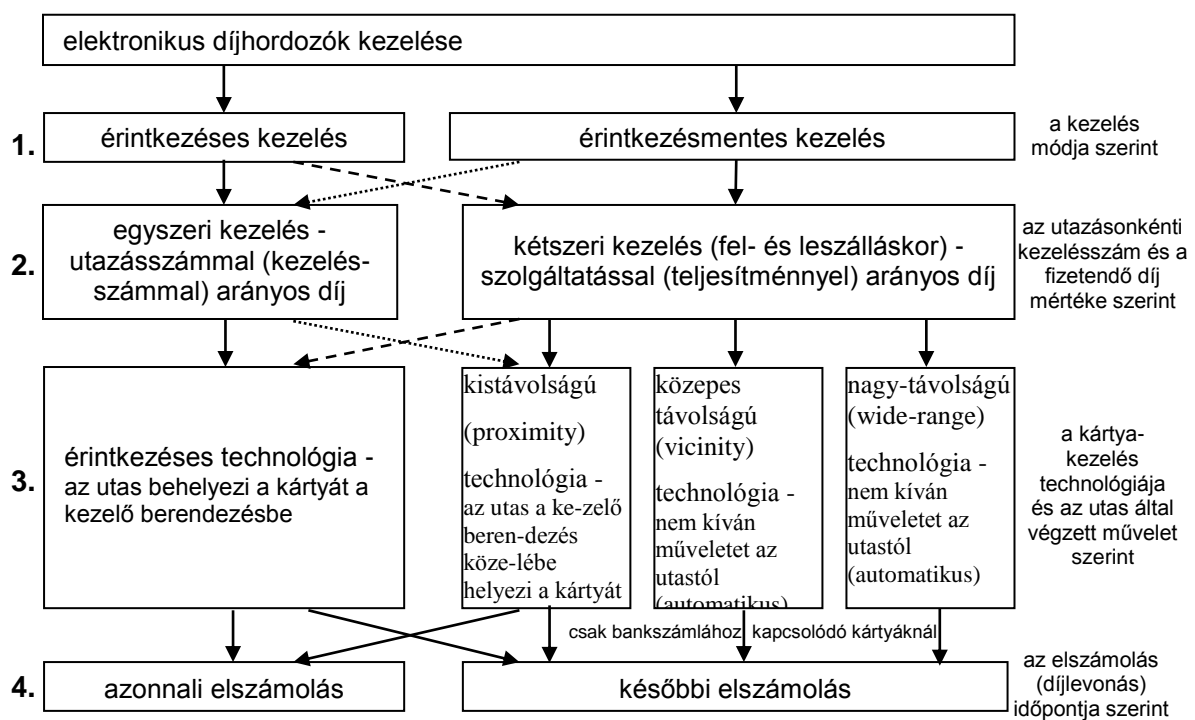 elektronikus díjhordozók kezelése
1.
érintkezéses kezelés
érintkezésmentes kezelés
a kezelés
módja szerint
2.
egyszeri kezelés -
utazásszámmal (kezelés-
számmal) arányos díj
kétszeri kezelés (fel- és leszálláskor) -
szolgáltatással (teljesítménnyel) arányos díj
az utazásonkénti
kezelésszám és a
fizetendő díj
mértéke szerint
3.
érintkezéses technológia -
az utas behelyezi a kártyát a
kezelő berendezésbe
kistávolságú
(proximity)
technológia -
az utas a ke-zelő
beren-dezés
köze-lébe
helyezi a kártyát
közepes
távolságú
(vicinity)
technológia -
nem kíván
műveletet az
utastól
(automatikus)
nagy-távolságú
(wide-range)
technológia -
nem kíván
műveletet az
utastól
(automatikus)
a kártya-
kezelés
technológiája
és az utas által
végzett művelet
szerint
csak bankszámlához kapcsolódó kártyáknál
4.
azonnali elszámolás
későbbi elszámolás
az elszámolás
(díjlevonás)
időpontja szerint